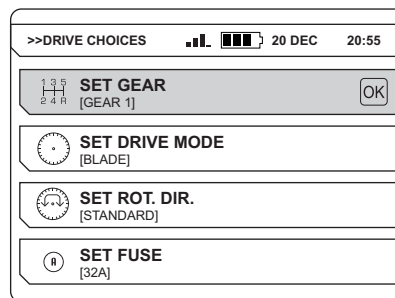 >>DRIVE CHOICES 20 DEC 20:55
1 3 5
2 4 R
SET GEAR
[GEAR 1]
OK
SET DRIVE MODE
[BLADE]
SET ROT. DIR.
[STANDARD]
A
SET FUSE
[32A]